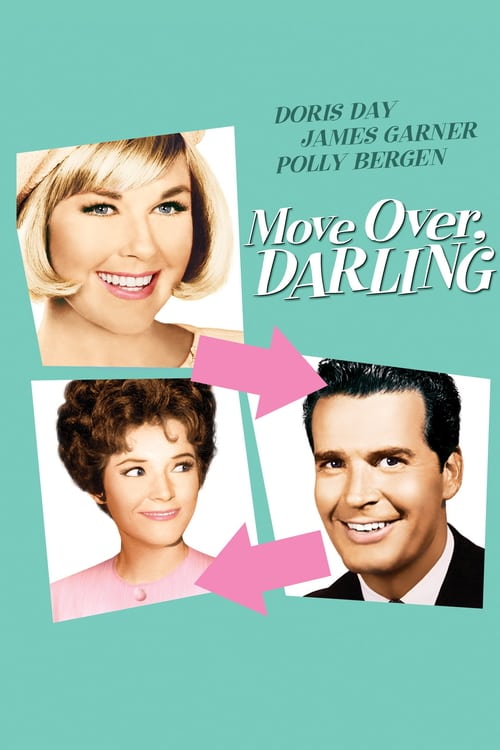 DORIS DAY
JAMES GARNER
POLLY BERGEN
Move Over,
DARLING